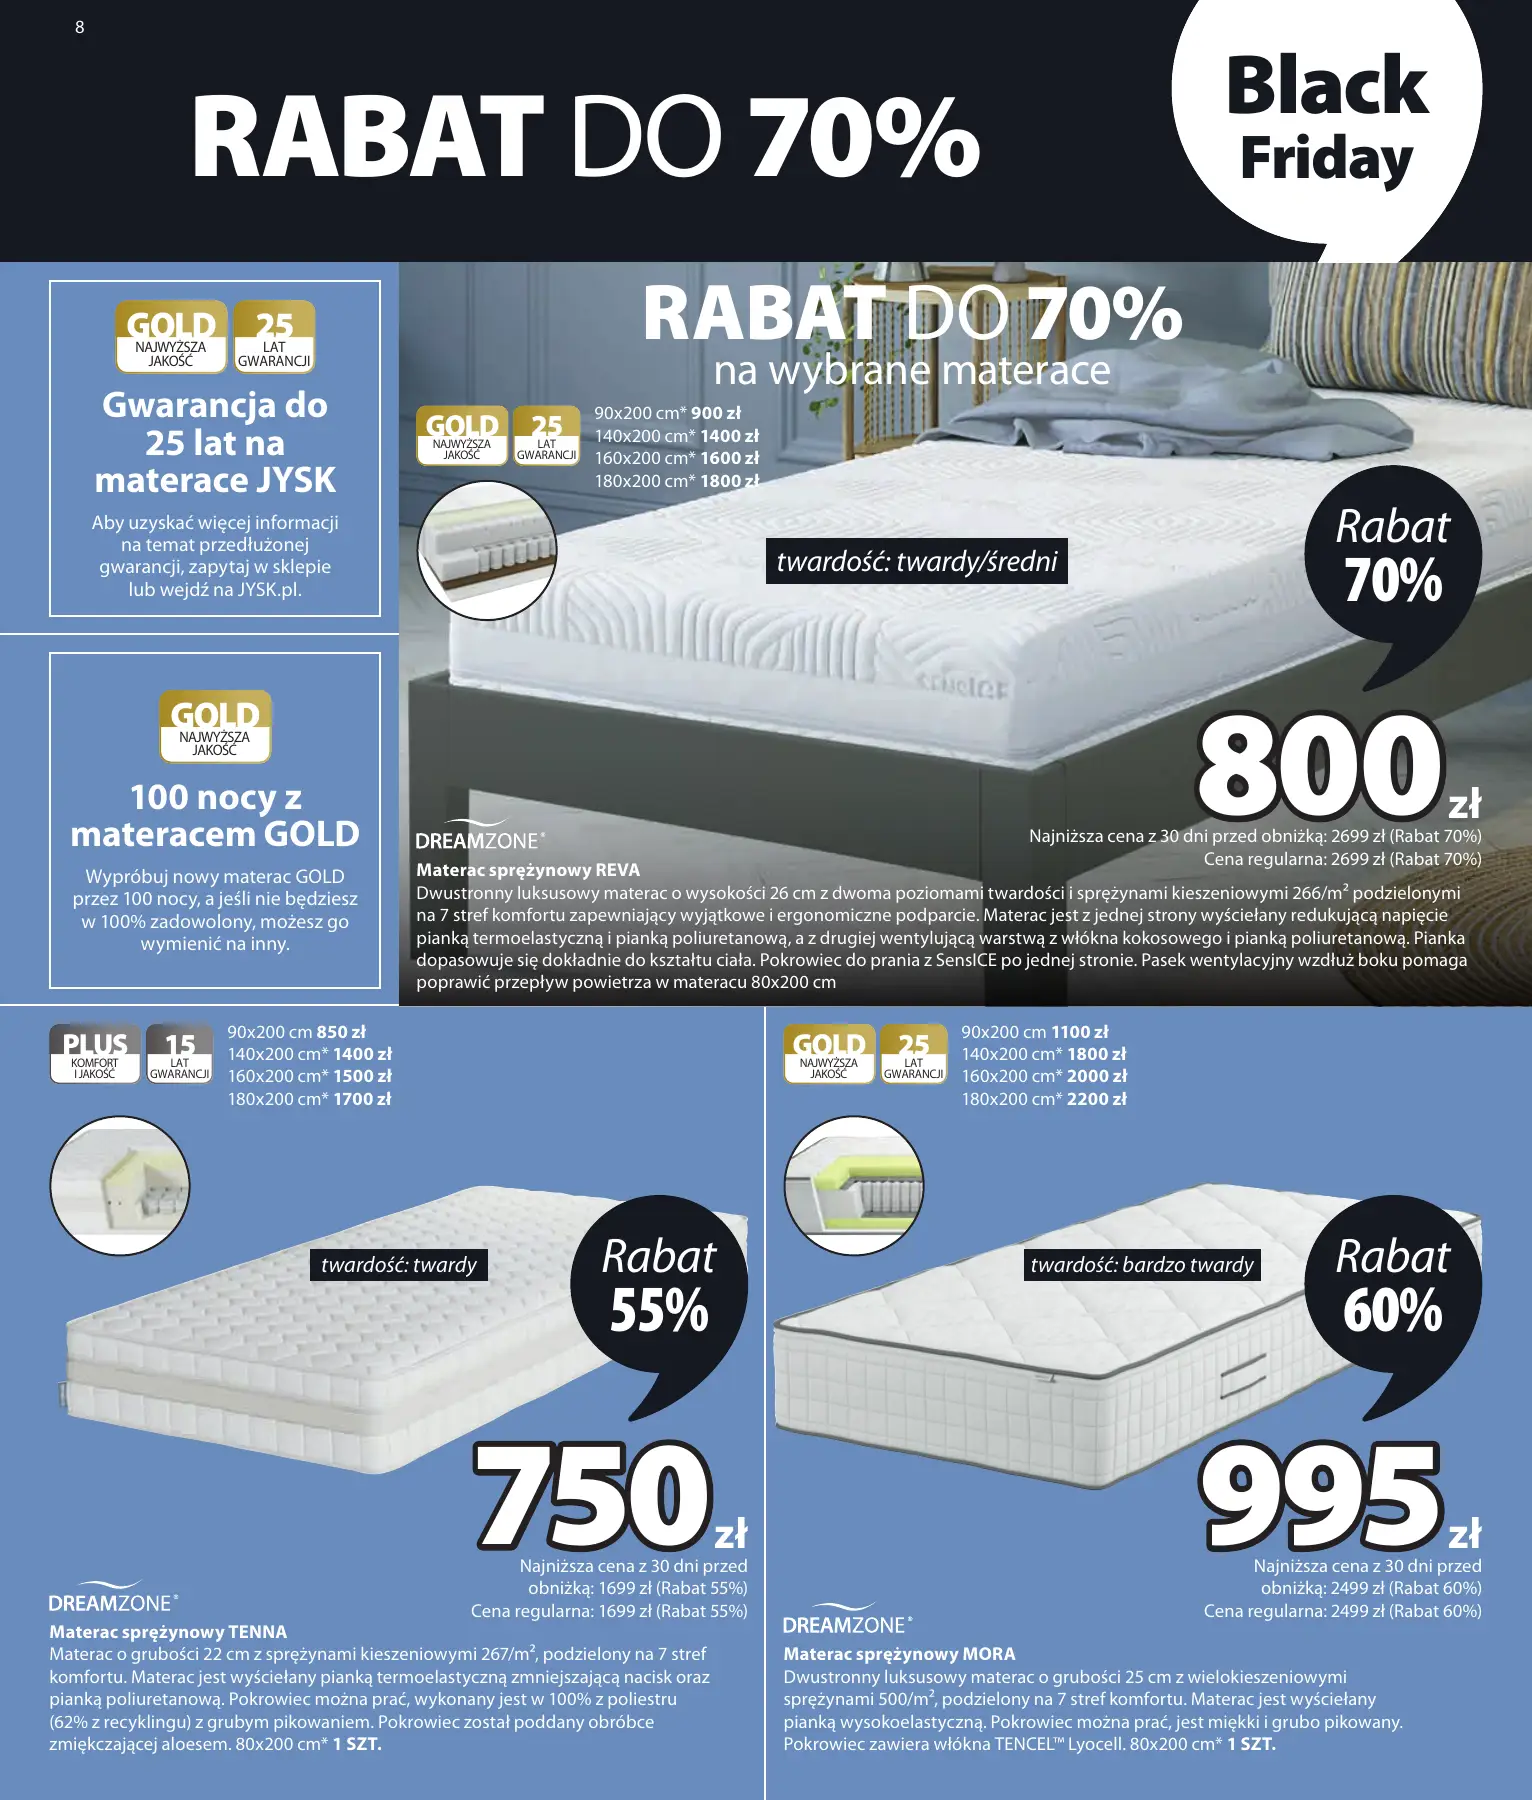 8
RABAT DO 70%
Black
Friday
GOLD
NAJWYŻSZA
JAKOŚĆ
25
LAT
GWARANCJI
Gwarancja do
25 lat na
materace JYSK
Aby uzyskać więcej informacji
na temat przedłużonej
gwarancji, zapytaj w sklepie
lub wejdź na JYSK.pl.
GOLD
NAJWYŻSZA
JAKOŚĆ
100 nocy z
materacem GOLD
Wypróbuj nowy materac GOLD
przez 100 nocy, a jeśli nie będziesz
w 100% zadowolony, możesz go
wymienić na inny.
RABAT DO 70%
na wybrane materace
GOLD
NAJWYŻSZA
JAKOŚĆ
25
LAT
GWARANCJI
90x200 cm* 900 zł
140x200 cm* 1400 zł
160x200 cm* 1600 zł
180x200 cm* 1800 zł
twardość: twardy/średni
Rabat
70%
SENSICE
800 zł
Najniższa cena z 30 dni przed obniżką: 2699 zł (Rabat 70%)
Cena regularna: 2699 zł (Rabat 70%)
DREAMZONE®
Materac sprężynowy REVA
Dwustronny luksusowy materac o wysokości 26 cm z dwoma poziomami twardości i sprężynami kieszeniowymi 266/m² podzielonymi
na 7 stref komfortu zapewniający wyjątkowe i ergonomiczne podparcie. Materac jest z jednej strony wyściełany redukującą napięcie
pianką termoelastyczną i pianką poliuretanową, a z drugiej wentylującą warstwą z włókna kokosowego i pianką poliuretanową. Pianka
dopasowuje się dokładnie do kształtu ciała. Pokrowiec do prania z SensICE po jednej stronie. Pasek wentylacyjny wzdłuż boku pomaga
poprawić przepływ powietrza w materacu 80x200 cm
PLUS
KOMFORT
I JAKOŚĆ
15
LAT
GWARANCJI
90x200 cm 850 zł
140x200 cm* 1400 zł
160x200 cm* 1500 zł
180x200 cm* 1700 zł
twardość: twardy
Rabat
55%
750 zł
Najniższa cena z 30 dni przed
obniżką: 1699 zł (Rabat 55%)
Cena regularna: 1699 zł (Rabat 55%)
DREAMZONE®
Materac sprężynowy TENNA
Materac o grubości 22 cm z sprężynami kieszeniowymi 267/m², podzielony na 7 stref
komfortu. Materac jest wyściełany pianką termoelastyczną zmniejszającą nacisk oraz
pianką poliuretanową. Pokrowiec można prać, wykonany jest w 100% z poliestru
(62% z recyklingu) z grubym pikowaniem. Pokrowiec został poddany obróbce
zmiękczającej aloesem. 80x200 cm* 1 SZT.
GOLD
NAJWYŻSZA
JAKOŚĆ
25
LAT
GWARANCJI
90x200 cm 1100 zł
140x200 cm* 1800 zł
160x200 cm* 2000 zł
180x200 cm* 2200 zł
twardość: bardzo twardy
Rabat
60%
995 zł
Najniższa cena z 30 dni przed
obniżką: 2499 zł (Rabat 60%)
Cena regularna: 2499 zł (Rabat 60%)
DREAMZONE®
Materac sprężynowy MORA
Dwustronny luksusowy materac o grubości 25 cm z wielokieszeniowymi
sprężynami 500/m², podzielony na 7 stref komfortu. Materac jest wyściełany
pianką wysokoelastyczną. Pokrowiec można prać, jest miękki i grubo pikowany.
Pokrowiec zawiera włókna TENCEL™ Lyocell. 80x200 cm* 1 SZT.